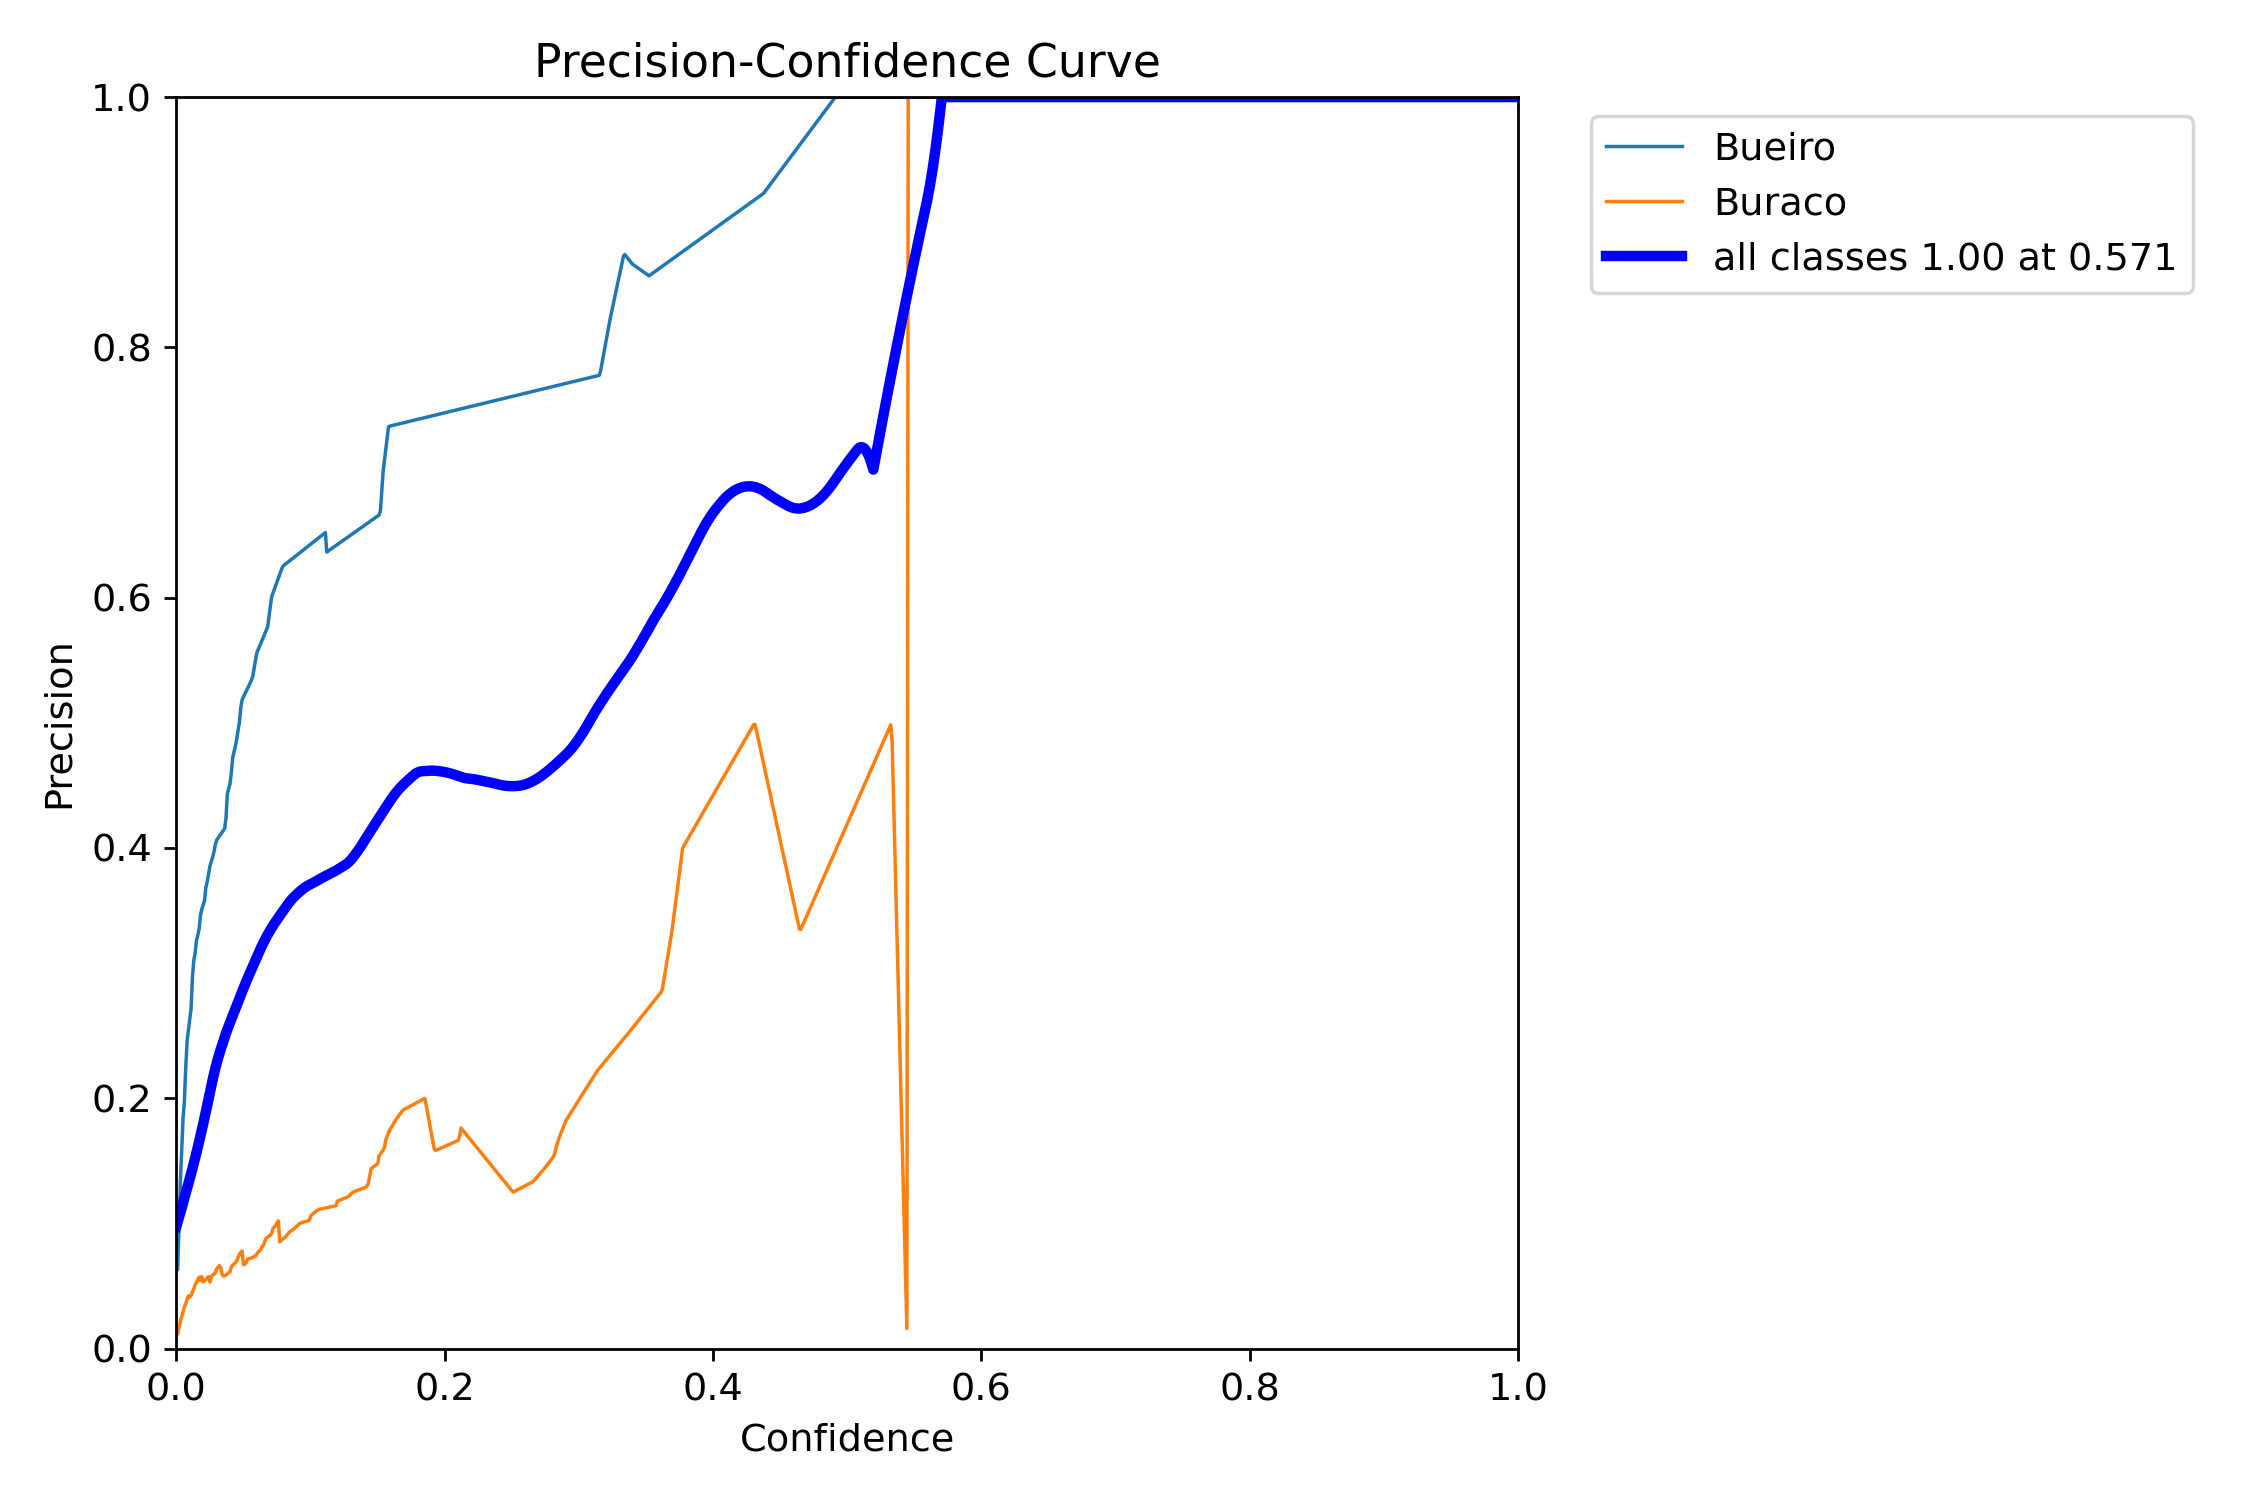 Precision-Confidence Curve
1.0
0.8
0.6
0.4
0.2
0.0
Precision
0.0 0.2 0.4 0.6 0.8 1.0
Confidence
Bueiro
Buraco
all classes 1.00 at 0.571